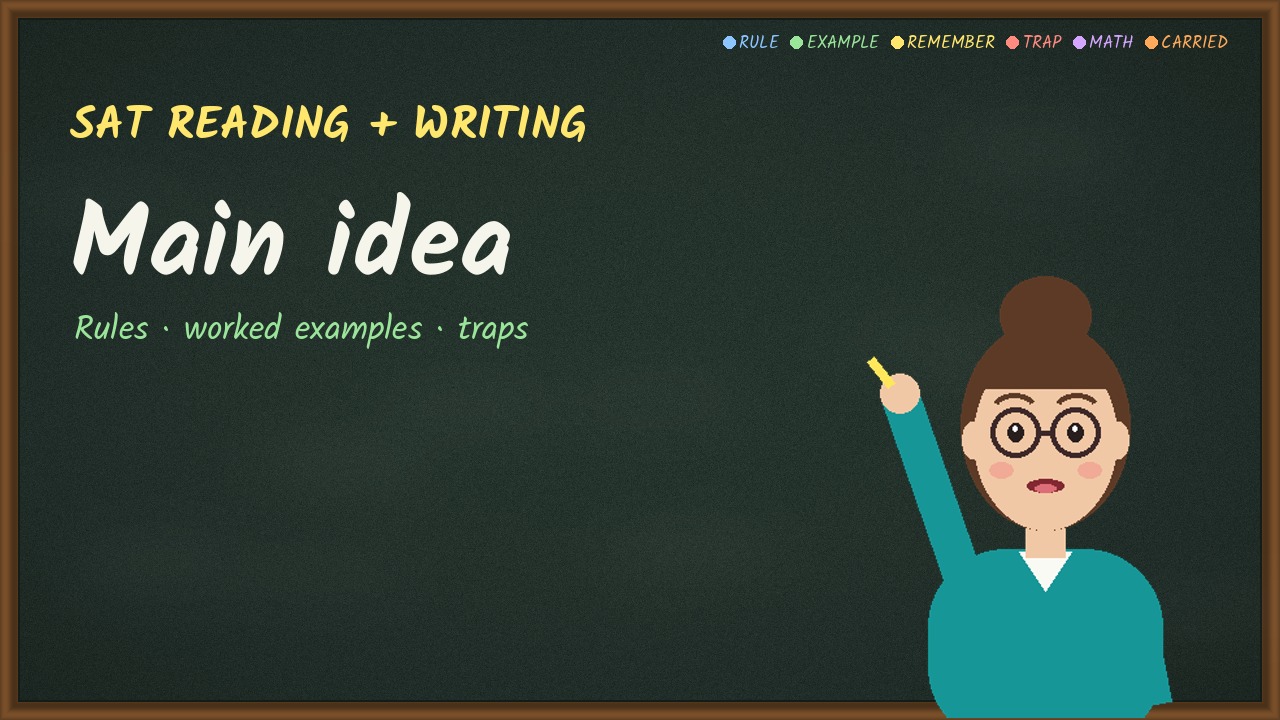 RULE EXAMPLE REMEMBER TRAP MATH CARRIED
SAT READING + WRITING
Main idea
Rules · worked examples · traps